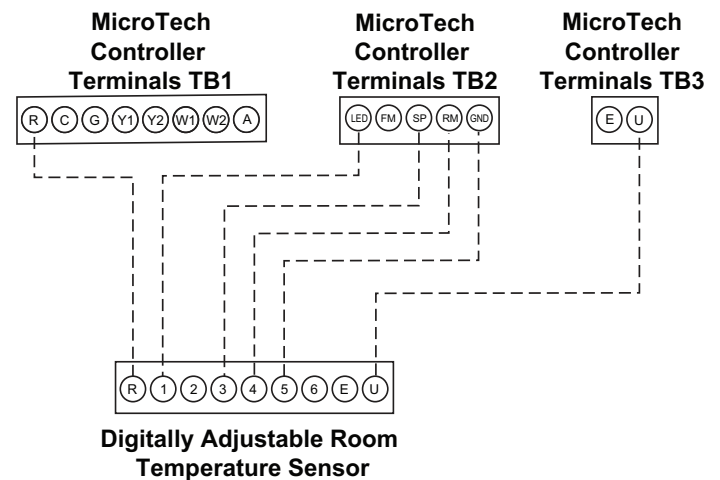 MicroTech
Controller
Terminals TB1
MicroTech
Controller
Terminals TB2
MicroTech
Controller
Terminals TB3
R C G Y1 Y2 W1 W2 A
LED FM SP RM GND
E U
R 1 2 3 4 5 6 E U
Digitally Adjustable Room
Temperature Sensor